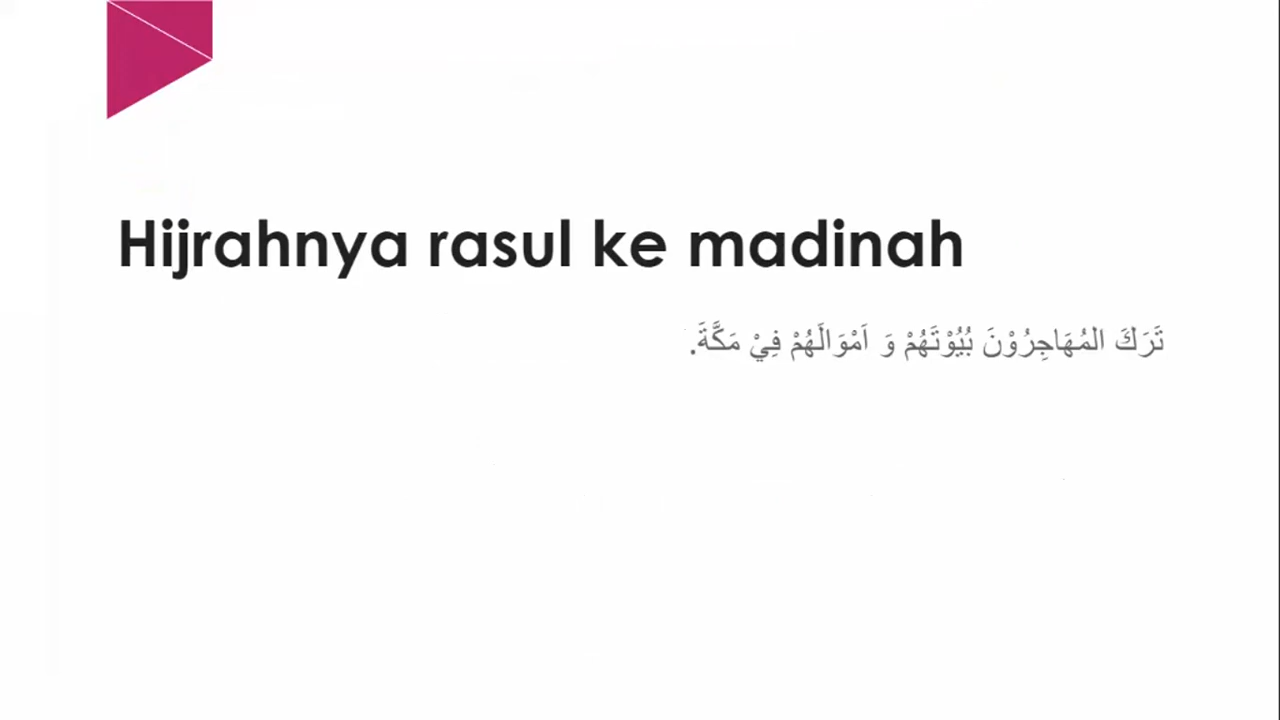 Hijrahnya rasul ke madinah
تَرَكَ المُهَاجِرُوْنَ بُيُوْتَهُمْ وَ اَمْوَالَهُمْ فِيْ مَكَّةَ.